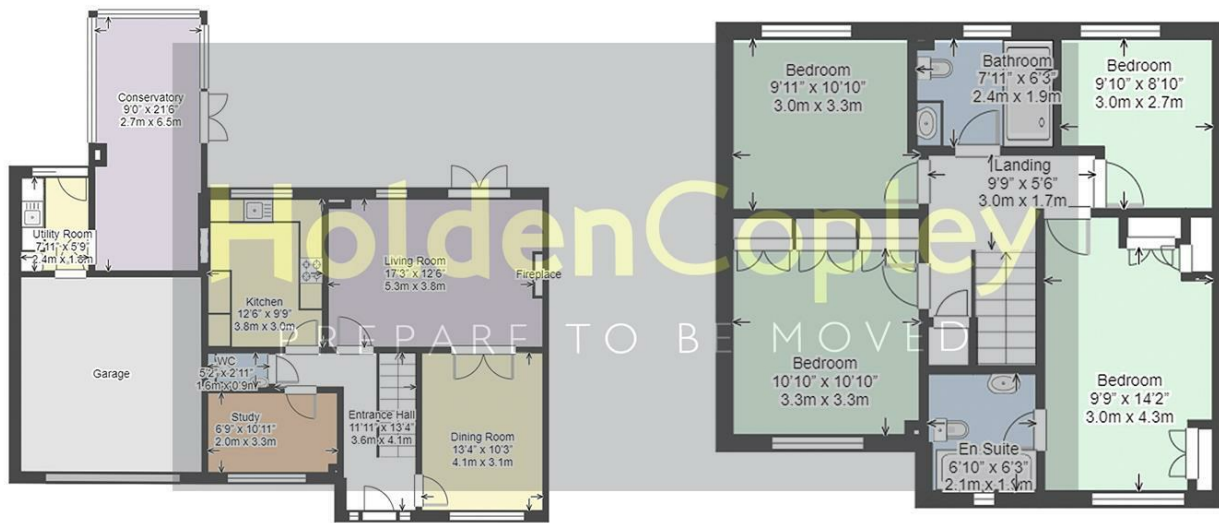 Conservatory
9'0" x 21'6"
2.7m x 6.5m
Utility Room
7'11" x 5'9"
2.4m x 1.8m
Garage
Kitchen
12'6" x 9'9"
3.8m x 3.0m
Living Room
17'3" x 12'6"
5.3m x 3.8m
Fireplace
WC
5'2" x 2'11"
1.6m x 0.9m
Study
6'9" x 10'11"
2.0m x 3.3m
Entrance Hall
11'11" x 13'4"
3.6m x 4.1m
Dining Room
13'4" x 10'3"
4.1m x 3.1m
Bedroom
9'11" x 10'10"
3.0m x 3.3m
Bathroom
7'11" x 6'3"
2.4m x 1.9m
Bedroom
9'10" x 8'10"
3.0m x 2.7m
Landing
9'9" x 5'6"
3.0m x 1.7m
Bedroom
10'10" x 10'10"
3.3m x 3.3m
Bedroom
9'9" x 14'2"
3.0m x 4.3m
En Suite
6'10" x 6'3"
2.1m x 1.9m
HoldenCopley
PREPARE TO BE MOVED